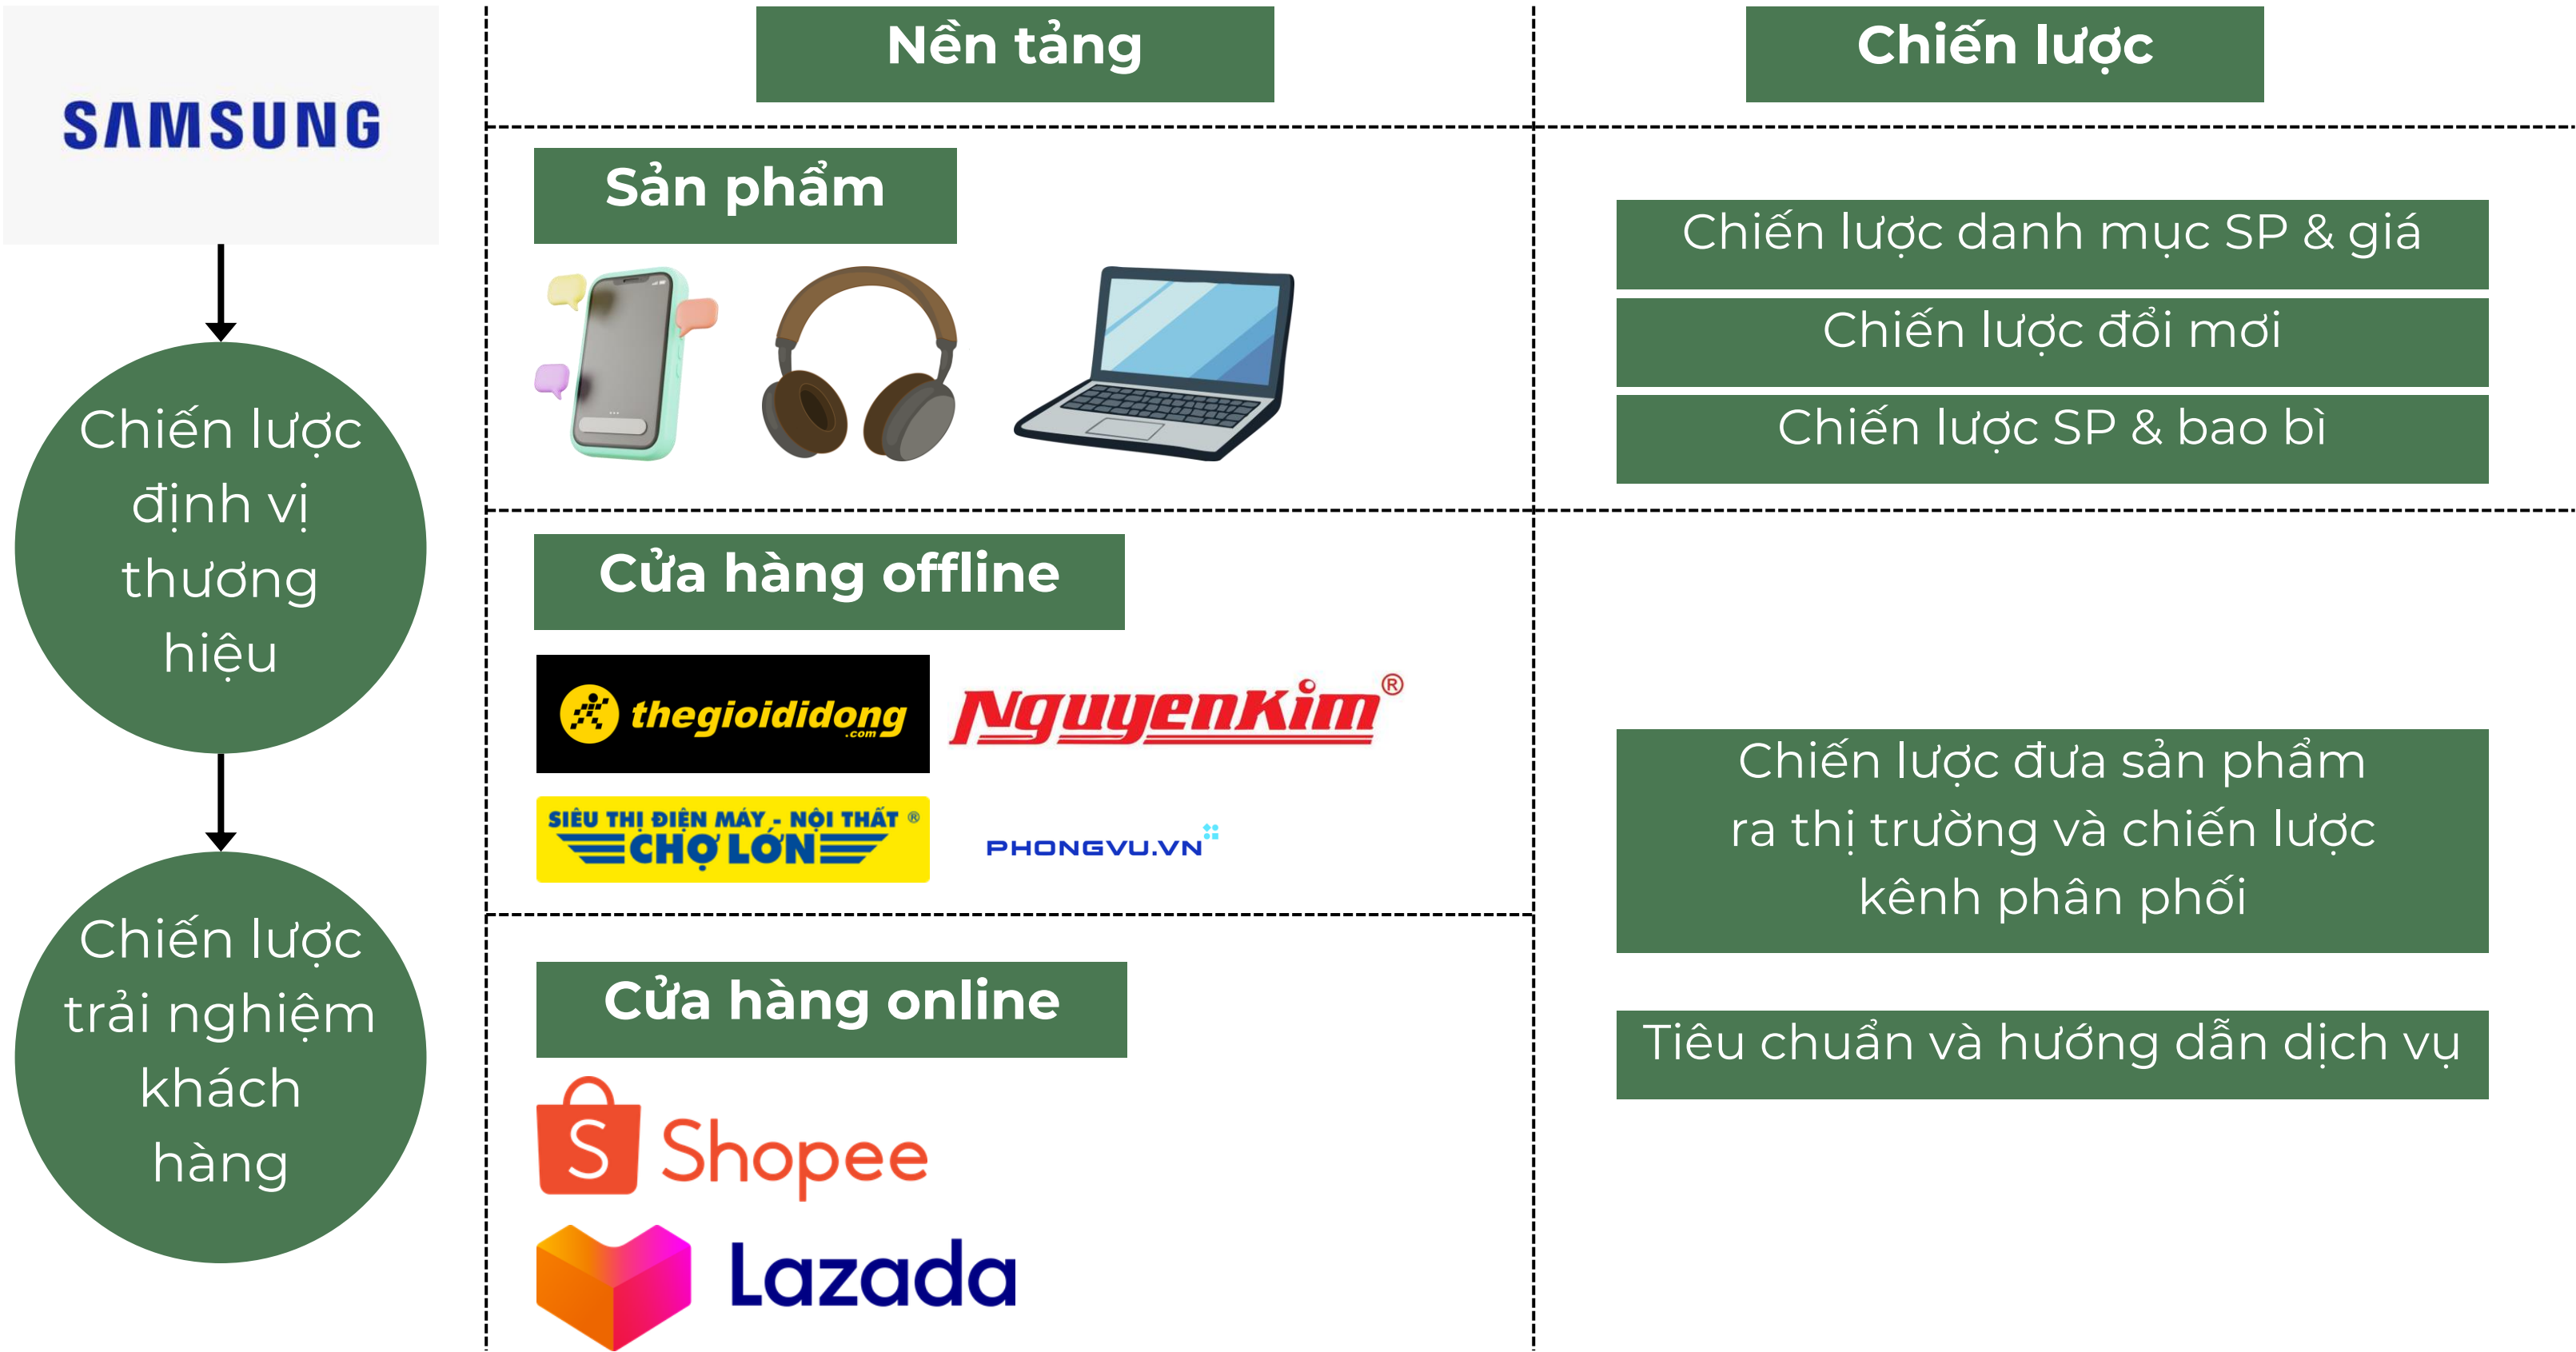 SAMSUNG
Chiến lược
định vị
thương
hiệu
Chiến lược
trải nghiệm
khách
hàng
Nền tảng
Chiến lược
Sản phẩm
Chiến lược danh mục SP & giá
Chiến lược đổi mơi
Chiến lược SP & bao bì
Cửa hàng offline
thegioididong
.com
NguyenKim®
SIÊU THỊ ĐIỆN MÁY - NỘI THẤT ®
CHỢ LỚN
PHONGVU.VN
Chiến lược đưa sản phẩm
ra thị trường và chiến lược
kênh phân phối
Cửa hàng online
S Shopee
Lazada
Tiêu chuẩn và hướng dẫn dịch vụ